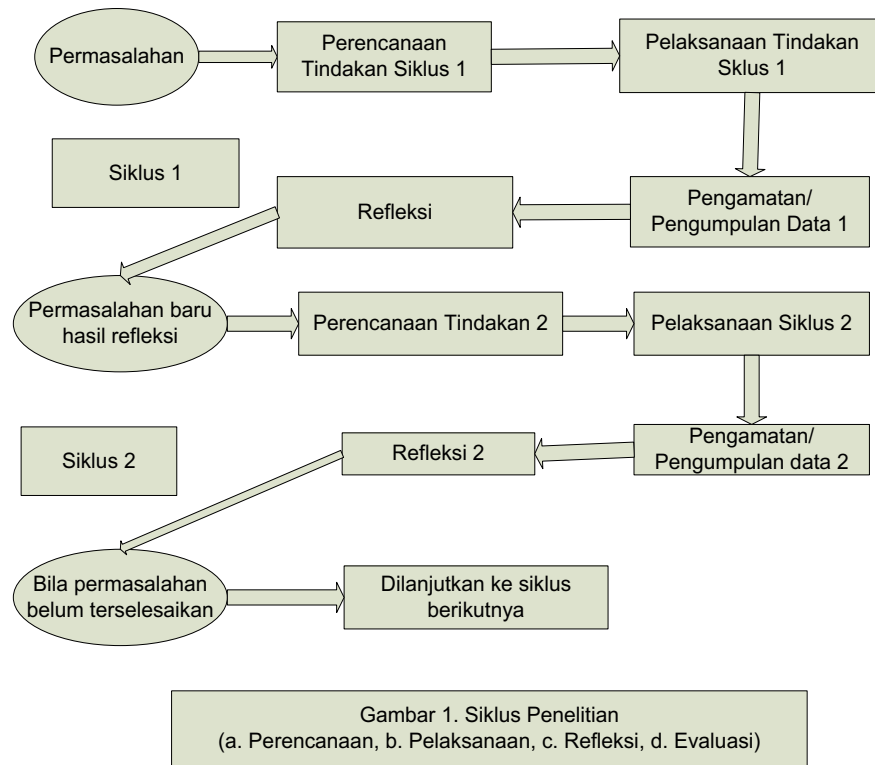 Permasalahan
Perencanaan
Tindakan Siklus 1
Pelaksanaan Tindakan
Sklus 1
Siklus 1
Refleksi
Pengamatan/
Pengumpulan Data 1
Permasalahan baru
hasil refleksi
Perencanaan Tindakan 2
Pelaksanaan Siklus 2
Siklus 2
Refleksi 2
Pengamatan/
Pengumpulan data 2
Bila permasalahan
belum terselesaikan
Dilanjutkan ke siklus
berikutnya
Gambar 1. Siklus Penelitian
(a. Perencanaan, b. Pelaksanaan, c. Refleksi, d. Evaluasi)